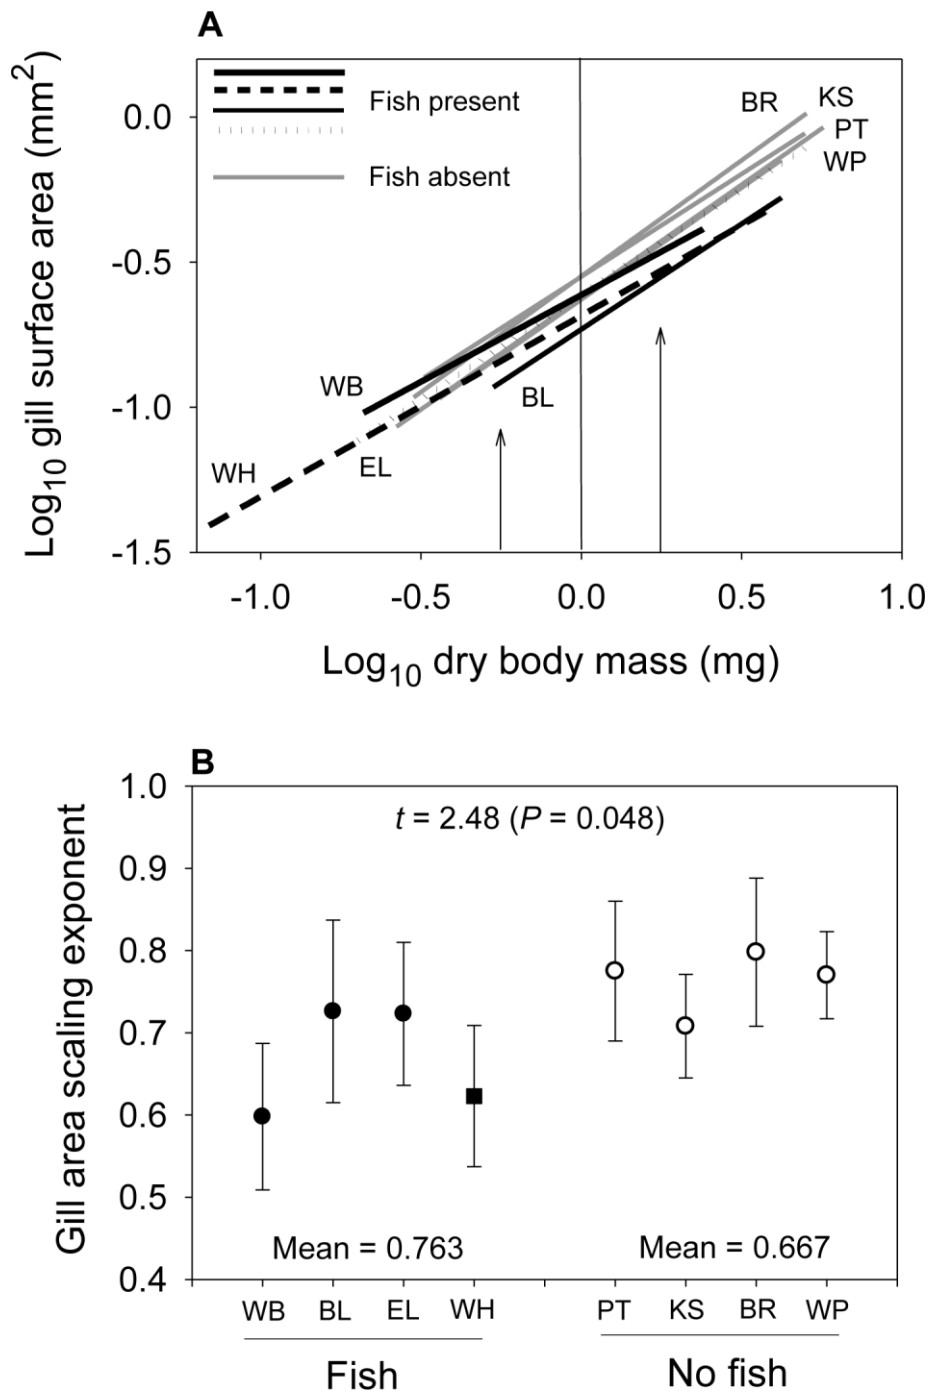 A
Log10 gill surface area (mm2)
0.0
-0.5
-1.0
-1.5
Fish present
Fish absent
BR
KS
PT
WP
WB
BL
EL
WH
-1.0 -0.5 0.0 0.5 1.0
Log10 dry body mass (mg)
B
Gill area scaling exponent
1.0
0.9
0.8
0.7
0.6
0.5
0.4
t = 2.48 (P = 0.048)
Mean = 0.763 Mean = 0.667
WB BL EL WH PT KS BR WP
Fish No fish